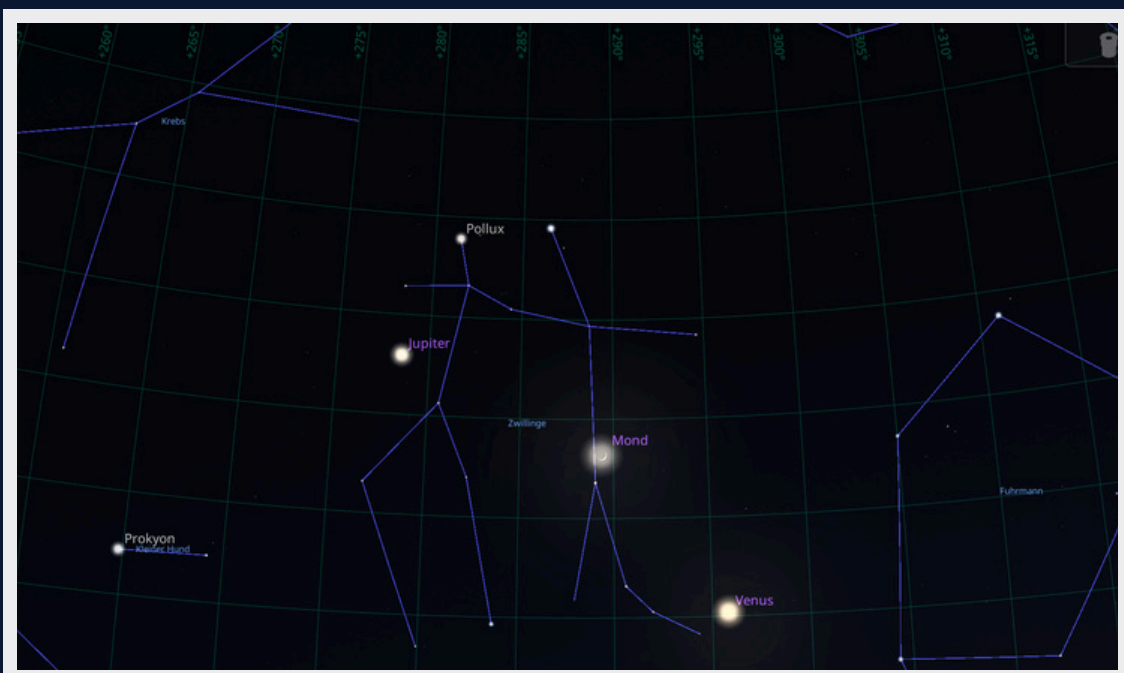 +260°
+265°
+270°
+275°
+280°
+285°
+290°
+295°
+300°
+305°
+310°
+315°
Krebs
Pollux
Jupiter
Zwillinge
Mond
Fuhrmann
Prokyon
Kleiner Hund
Venus